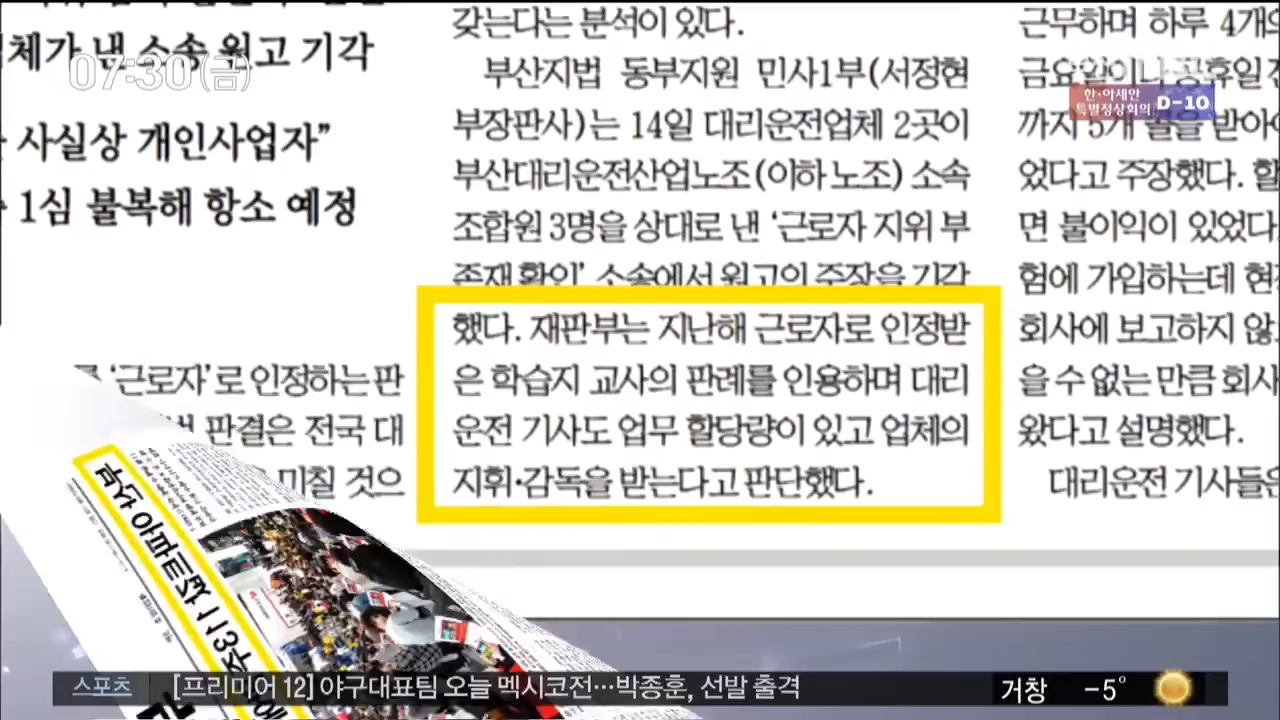 체가 낸 소송 원고 기각
07:30(금)
사실상 개인사업자”
1심 불복해 항소 예정
‘근로자’로 인정하는 판
판결은 전국 대
미칠 것으
갖는다는 분석이 있다.
부산지법 동부지원 민사1부(서정현
부장판사)는 14일 대리운전업체 2곳이
부산대리운전산업노조(이하 노조) 소속
조합원 3명을 상대로 낸 ‘근로자 지위 부
존재 확인’ 소송에서 원고의 주장을 기각
했다. 재판부는 지난해 근로자로 인정받
은 학습지 교사의 판례를 인용하며 대리
운전 기사도 업무 할당량이 있고 업체의
지휘·감독을 받는다고 판단했다.
근무하며 하루 4개
금요일이나 공휴일
까지 5개 콜을 받아
었다고 주장했다.
면 불이익이 있었다
험에 가입하는데
회사에 보고하지 않
을 수 없는 만큼 회사
왔다고 설명했다.
대리운전 기사들은
한·아세안
특별정상회의 D-10
부산 아파트값 113주
스포츠 [프리미어 12] 야구대표팀 오늘 멕시코전…박종훈, 선발 출격
거창 -5°